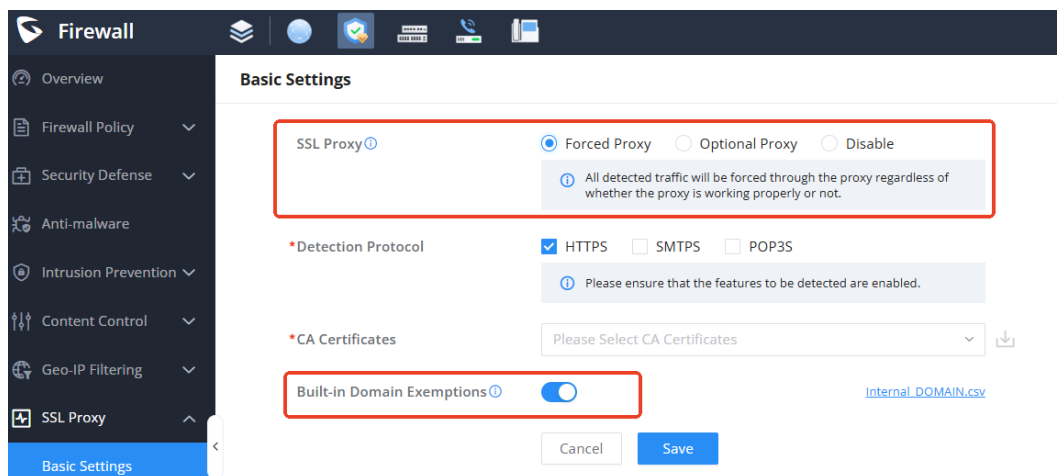 Firewall
Overview
Firewall Policy
Security Defense
Anti-malware
Intrusion Prevention
Content Control
Geo-IP Filtering
SSL Proxy
Basic Settings
Basic Settings
SSL Proxy
Forced Proxy Optional Proxy Disable
All detected traffic will be forced through the proxy regardless of
whether the proxy is working properly or not.
*Detection Protocol
HTTPS SMTPS POP3S
Please ensure that the features to be detected are enabled.
*CA Certificates
Please Select CA Certificates
Built-in Domain Exemptions
Internal_DOMAIN.csv
Cancel Save